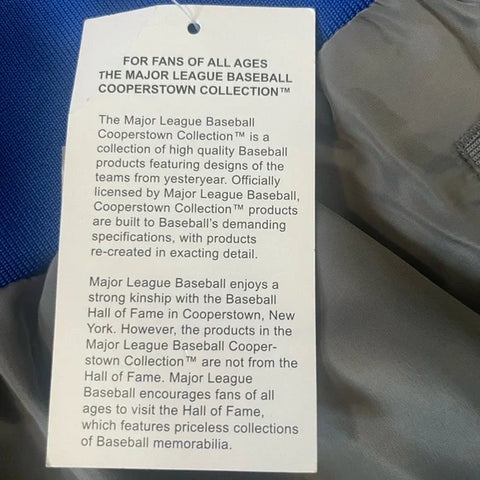 FOR FANS OF ALL AGES
THE MAJOR LEAGUE BASEBALL
COOPERSTOWN COLLECTION™
The Major League Baseball
Cooperstown Collection™ is a
collection of high quality Baseball
products featuring designs of the
teams from yesteryear. Officially
licensed by Major League Baseball,
Cooperstown Collection™ products
are built to Baseball's demanding
specifications, with products
re-created in exacting detail.
Major League Baseball enjoys a
strong kinship with the Baseball
Hall of Fame in Cooperstown, New
York. However, the products in the
Major League Baseball Cooper-
stown Collection™ are not from the
Hall of Fame. Major League
Baseball encourages fans of all
ages to visit the Hall of Fame,
which features priceless collections
of Baseball memorabilia.